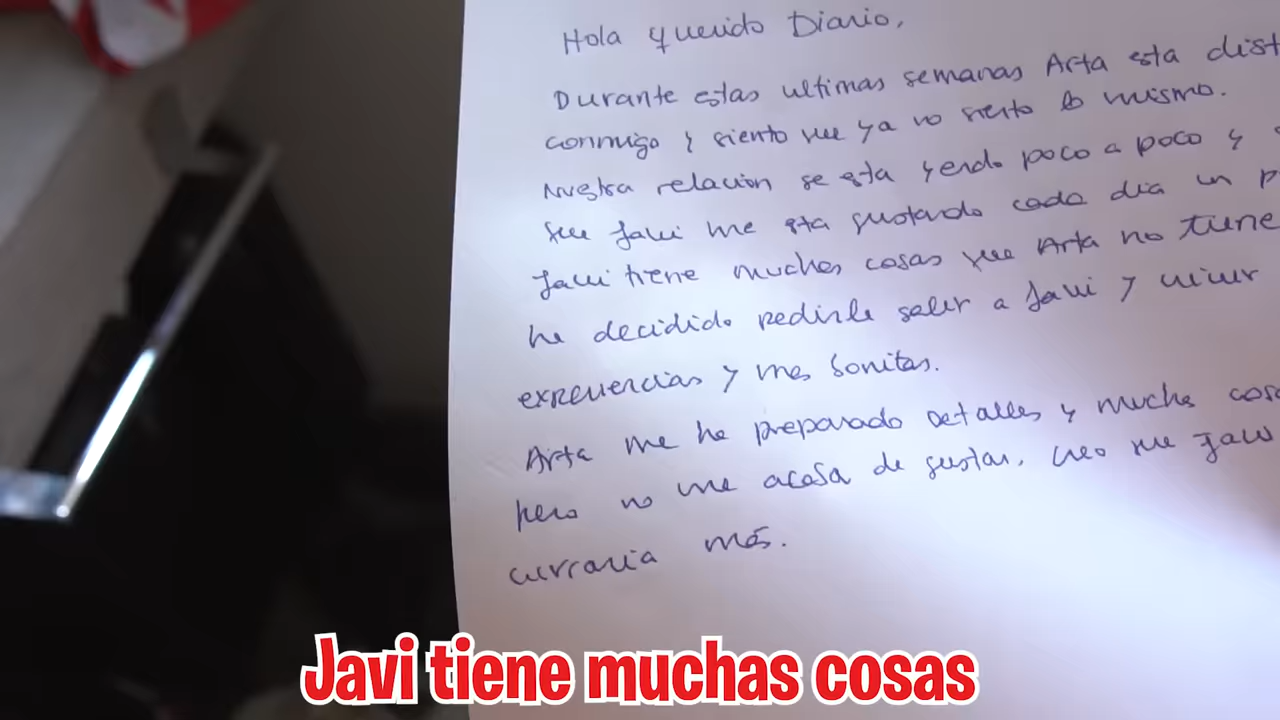 Hola querido Diario,
Durante estas ultimas semanas Arta esta dist
conmigo y siento que ya no siento lo mismo.
Nuestra relacion se esta yendo poco a poco y
que Javi me esta gustando cada dia un p
Javi tiene muchas cosas que Arta no tiene
he decidido pedirle salir a Javi y vivir
experiencias y mas bonitas.
Arta me ha preparado detalles y muchas cosa
pero no me acaba de gustar, creo que Javi
curraria más.
Javi tiene muchas cosas